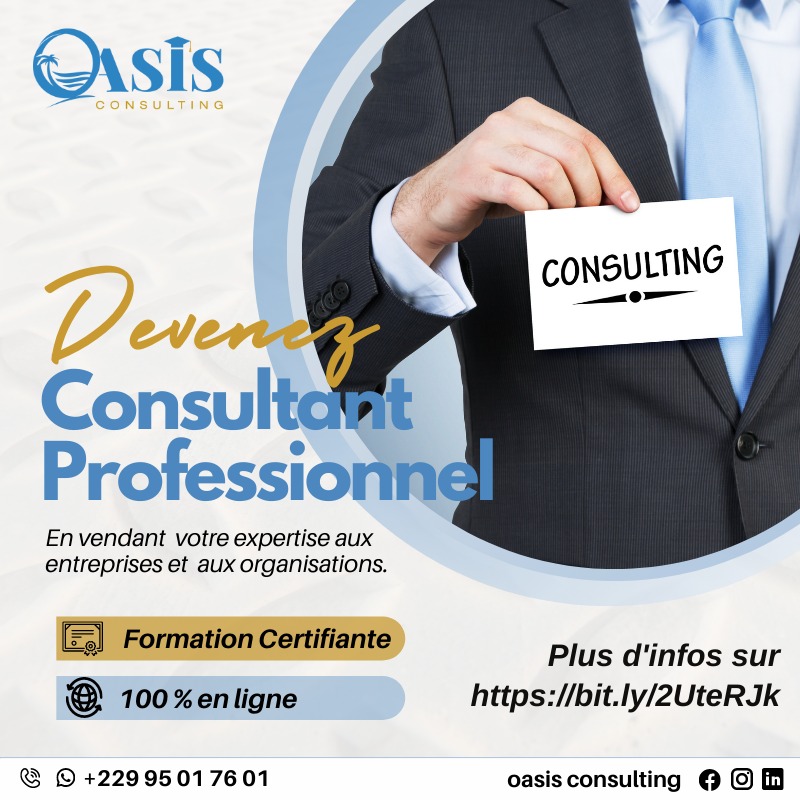 OASIS
CONSULTING
CONSULTING
Devenez
Consultant
Professionnel
En vendant votre expertise aux
entreprises et aux organisations.
Formation Certifiante
100 % en ligne
Plus d'infos sur
https://bit.ly/2UteRJk
+229 95 01 76 01
oasis consulting